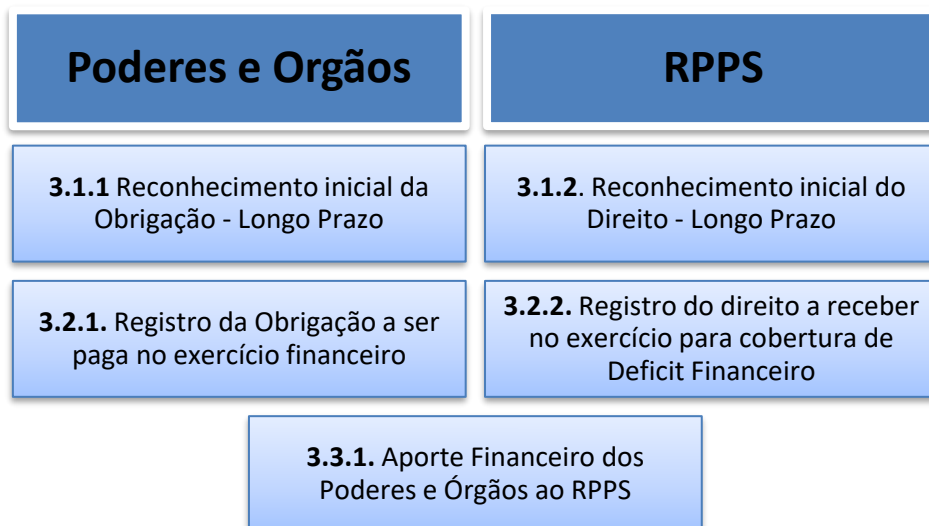 Poderes e Orgãos
RPPS
3.1.1 Reconhecimento inicial da
Obrigação - Longo Prazo
3.1.2. Reconhecimento inicial do
Direito - Longo Prazo
3.2.1. Registro da Obrigação a ser
paga no exercício financeiro
3.2.2. Registro do direito a receber
no exercício para cobertura de
Deficit Financeiro
3.3.1. Aporte Financeiro dos
Poderes e Órgãos ao RPPS